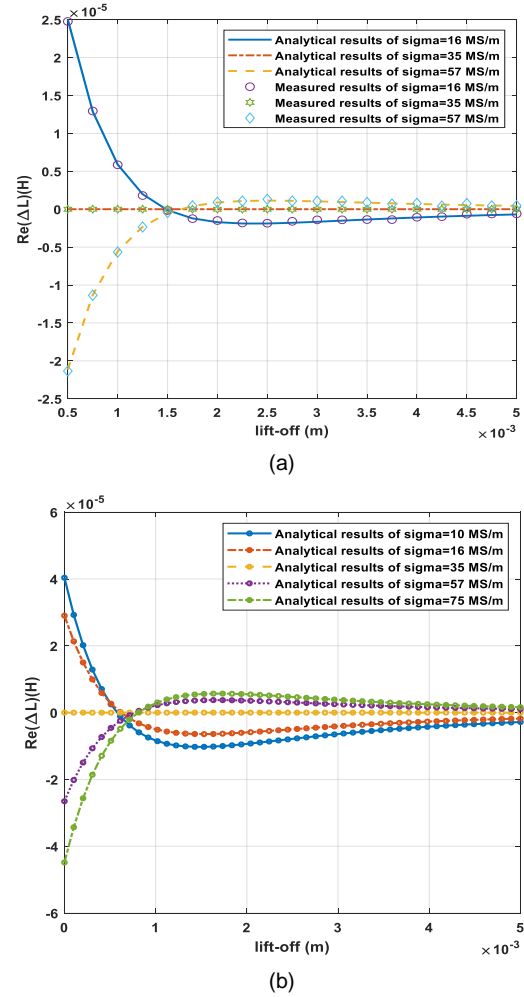 × 10⁻⁵
2.5
2
1.5
1
0.5
0
-0.5
-1
-1.5
-2
-2.5
Re(ΔL)(H)
Analytical results of sigma=16 MS/m
Analytical results of sigma=35 MS/m
Analytical results of sigma=57 MS/m
Measured results of sigma=16 MS/m
Measured results of sigma=35 MS/m
Measured results of sigma=57 MS/m
0.5 1 1.5 2 2.5 3 3.5 4 4.5 5
lift-off (m)
×10⁻³
(a)
× 10⁻⁵
6
4
2
0
-2
-4
-6
Re(ΔL)(H)
Analytical results of sigma=10 MS/m
Analytical results of sigma=16 MS/m
Analytical results of sigma=35 MS/m
Analytical results of sigma=57 MS/m
Analytical results of sigma=75 MS/m
0 1 2 3 4 5
lift-off (m)
×10⁻³
(b)